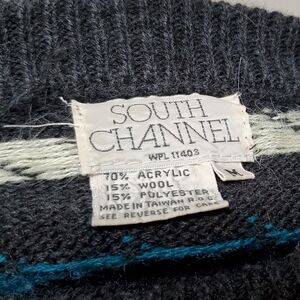 SOUTH
CHANNEL
WPL 11403
70% ACRYLIC
15% WOOL
15% POLYESTER
MADE IN TAIWAN R.O.C.
SEE REVERSE FOR CARE
M